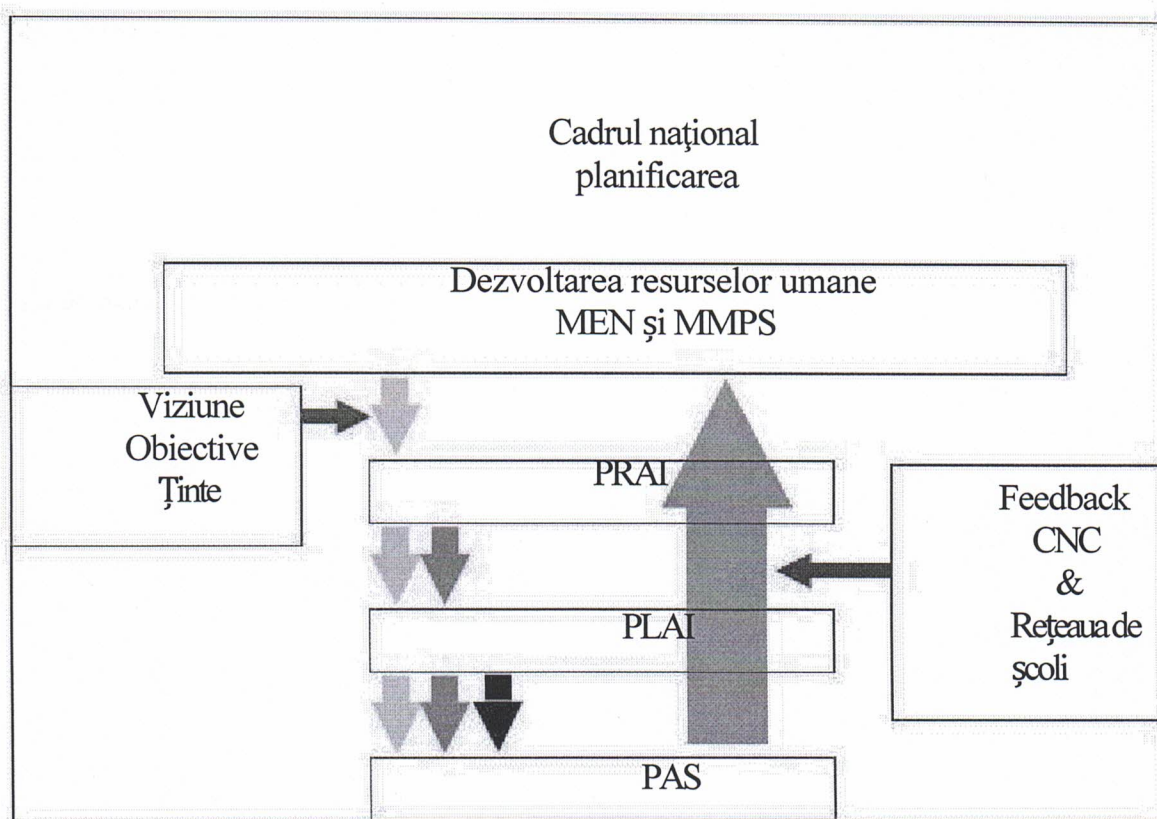 Cadrul naţional
planificarea
Dezvoltarea resurselor umane
MEN şi MMPS
Viziune
Obiective
Ţinte
PRAI
Feedback
CNC
&
Reţeaua de
şcoli
PLAI
PAS